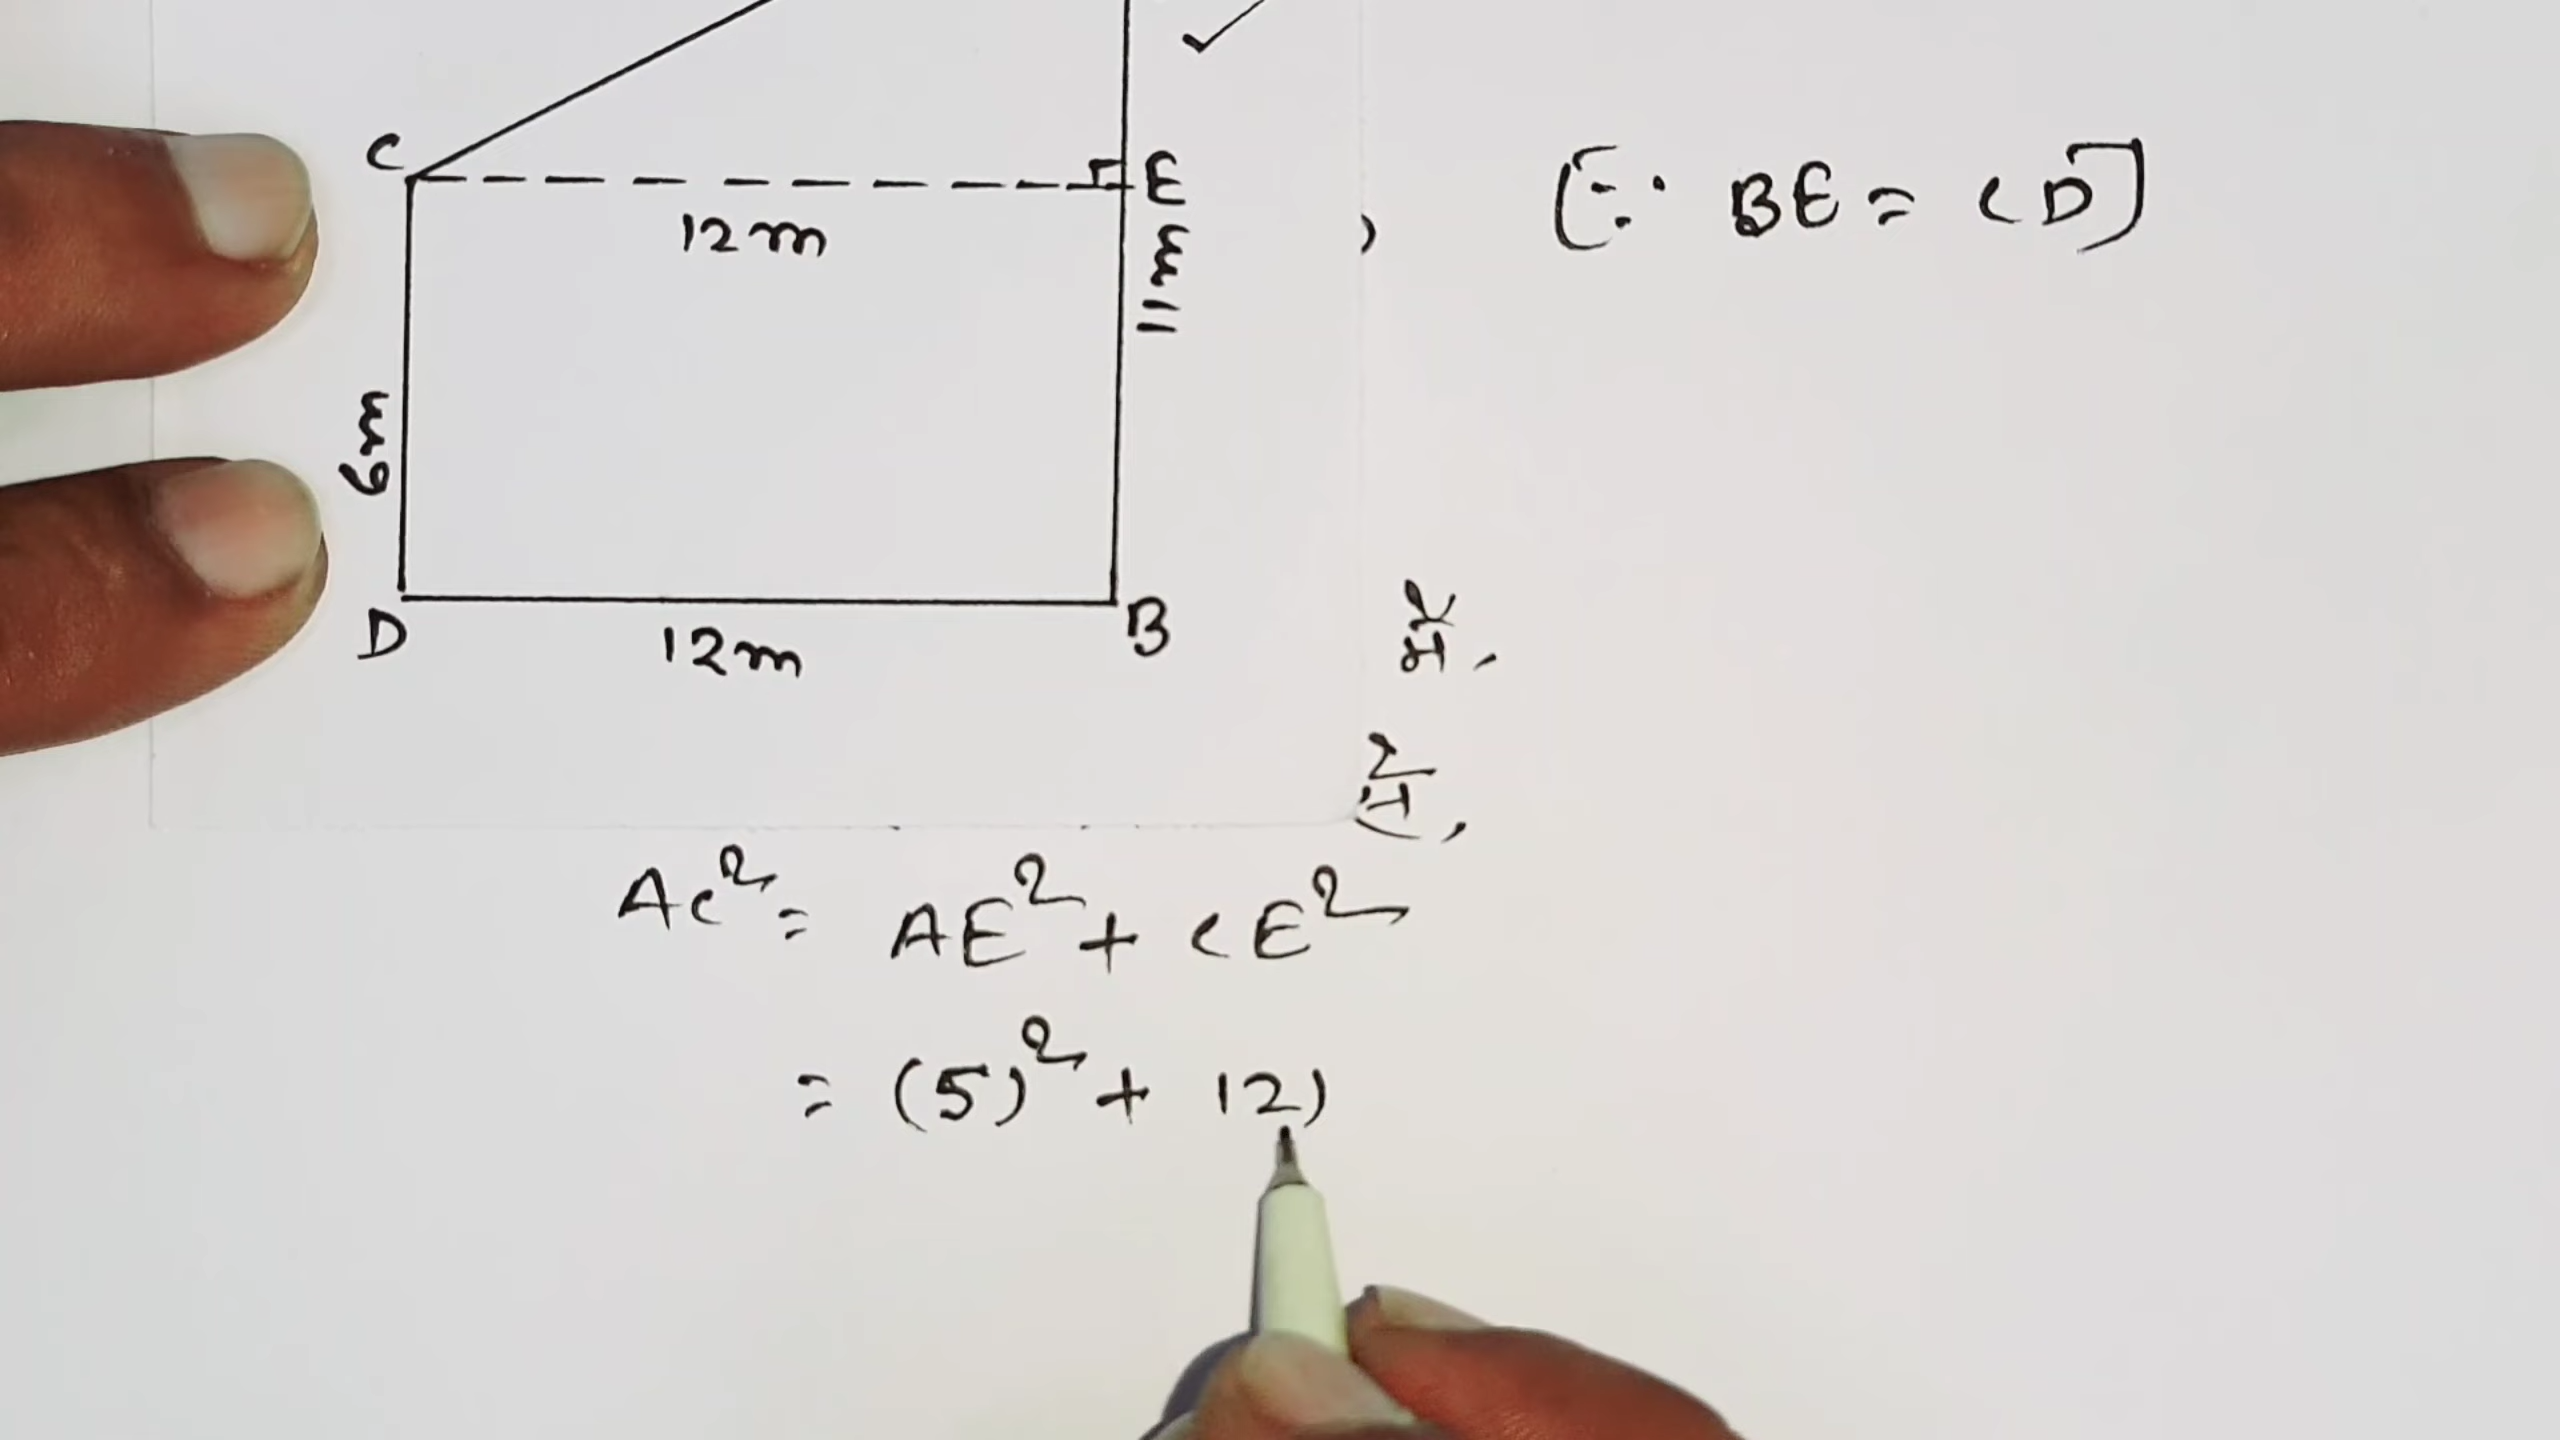 C
E
12m
11m
6m
D
B
12m
, [∵ BE = CD]
AC² = AE² + CE²
= (5)² + 12)